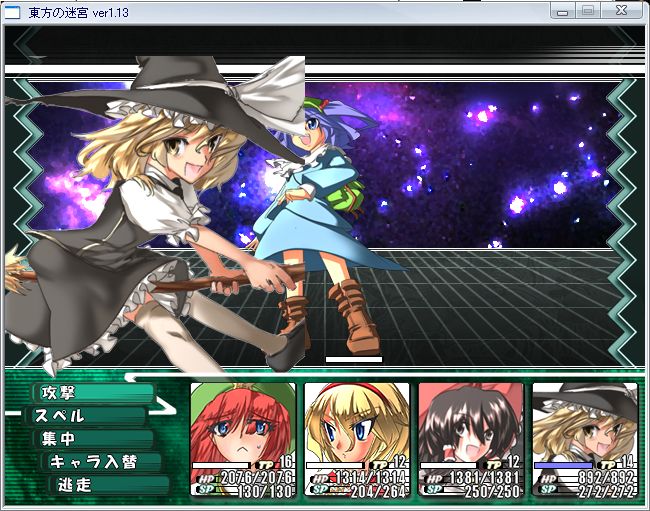 東方の迷宮 ver1.13
攻撃
スペル
集中
キャラ入替
逃走
TP 16
HP 2076/2076
SP 130/130
TP 12
HP 1314/1314
SP 204/264
TP 12
HP 1381/1381
SP 250/250
TP 14
HP 892/892
SP 272/272